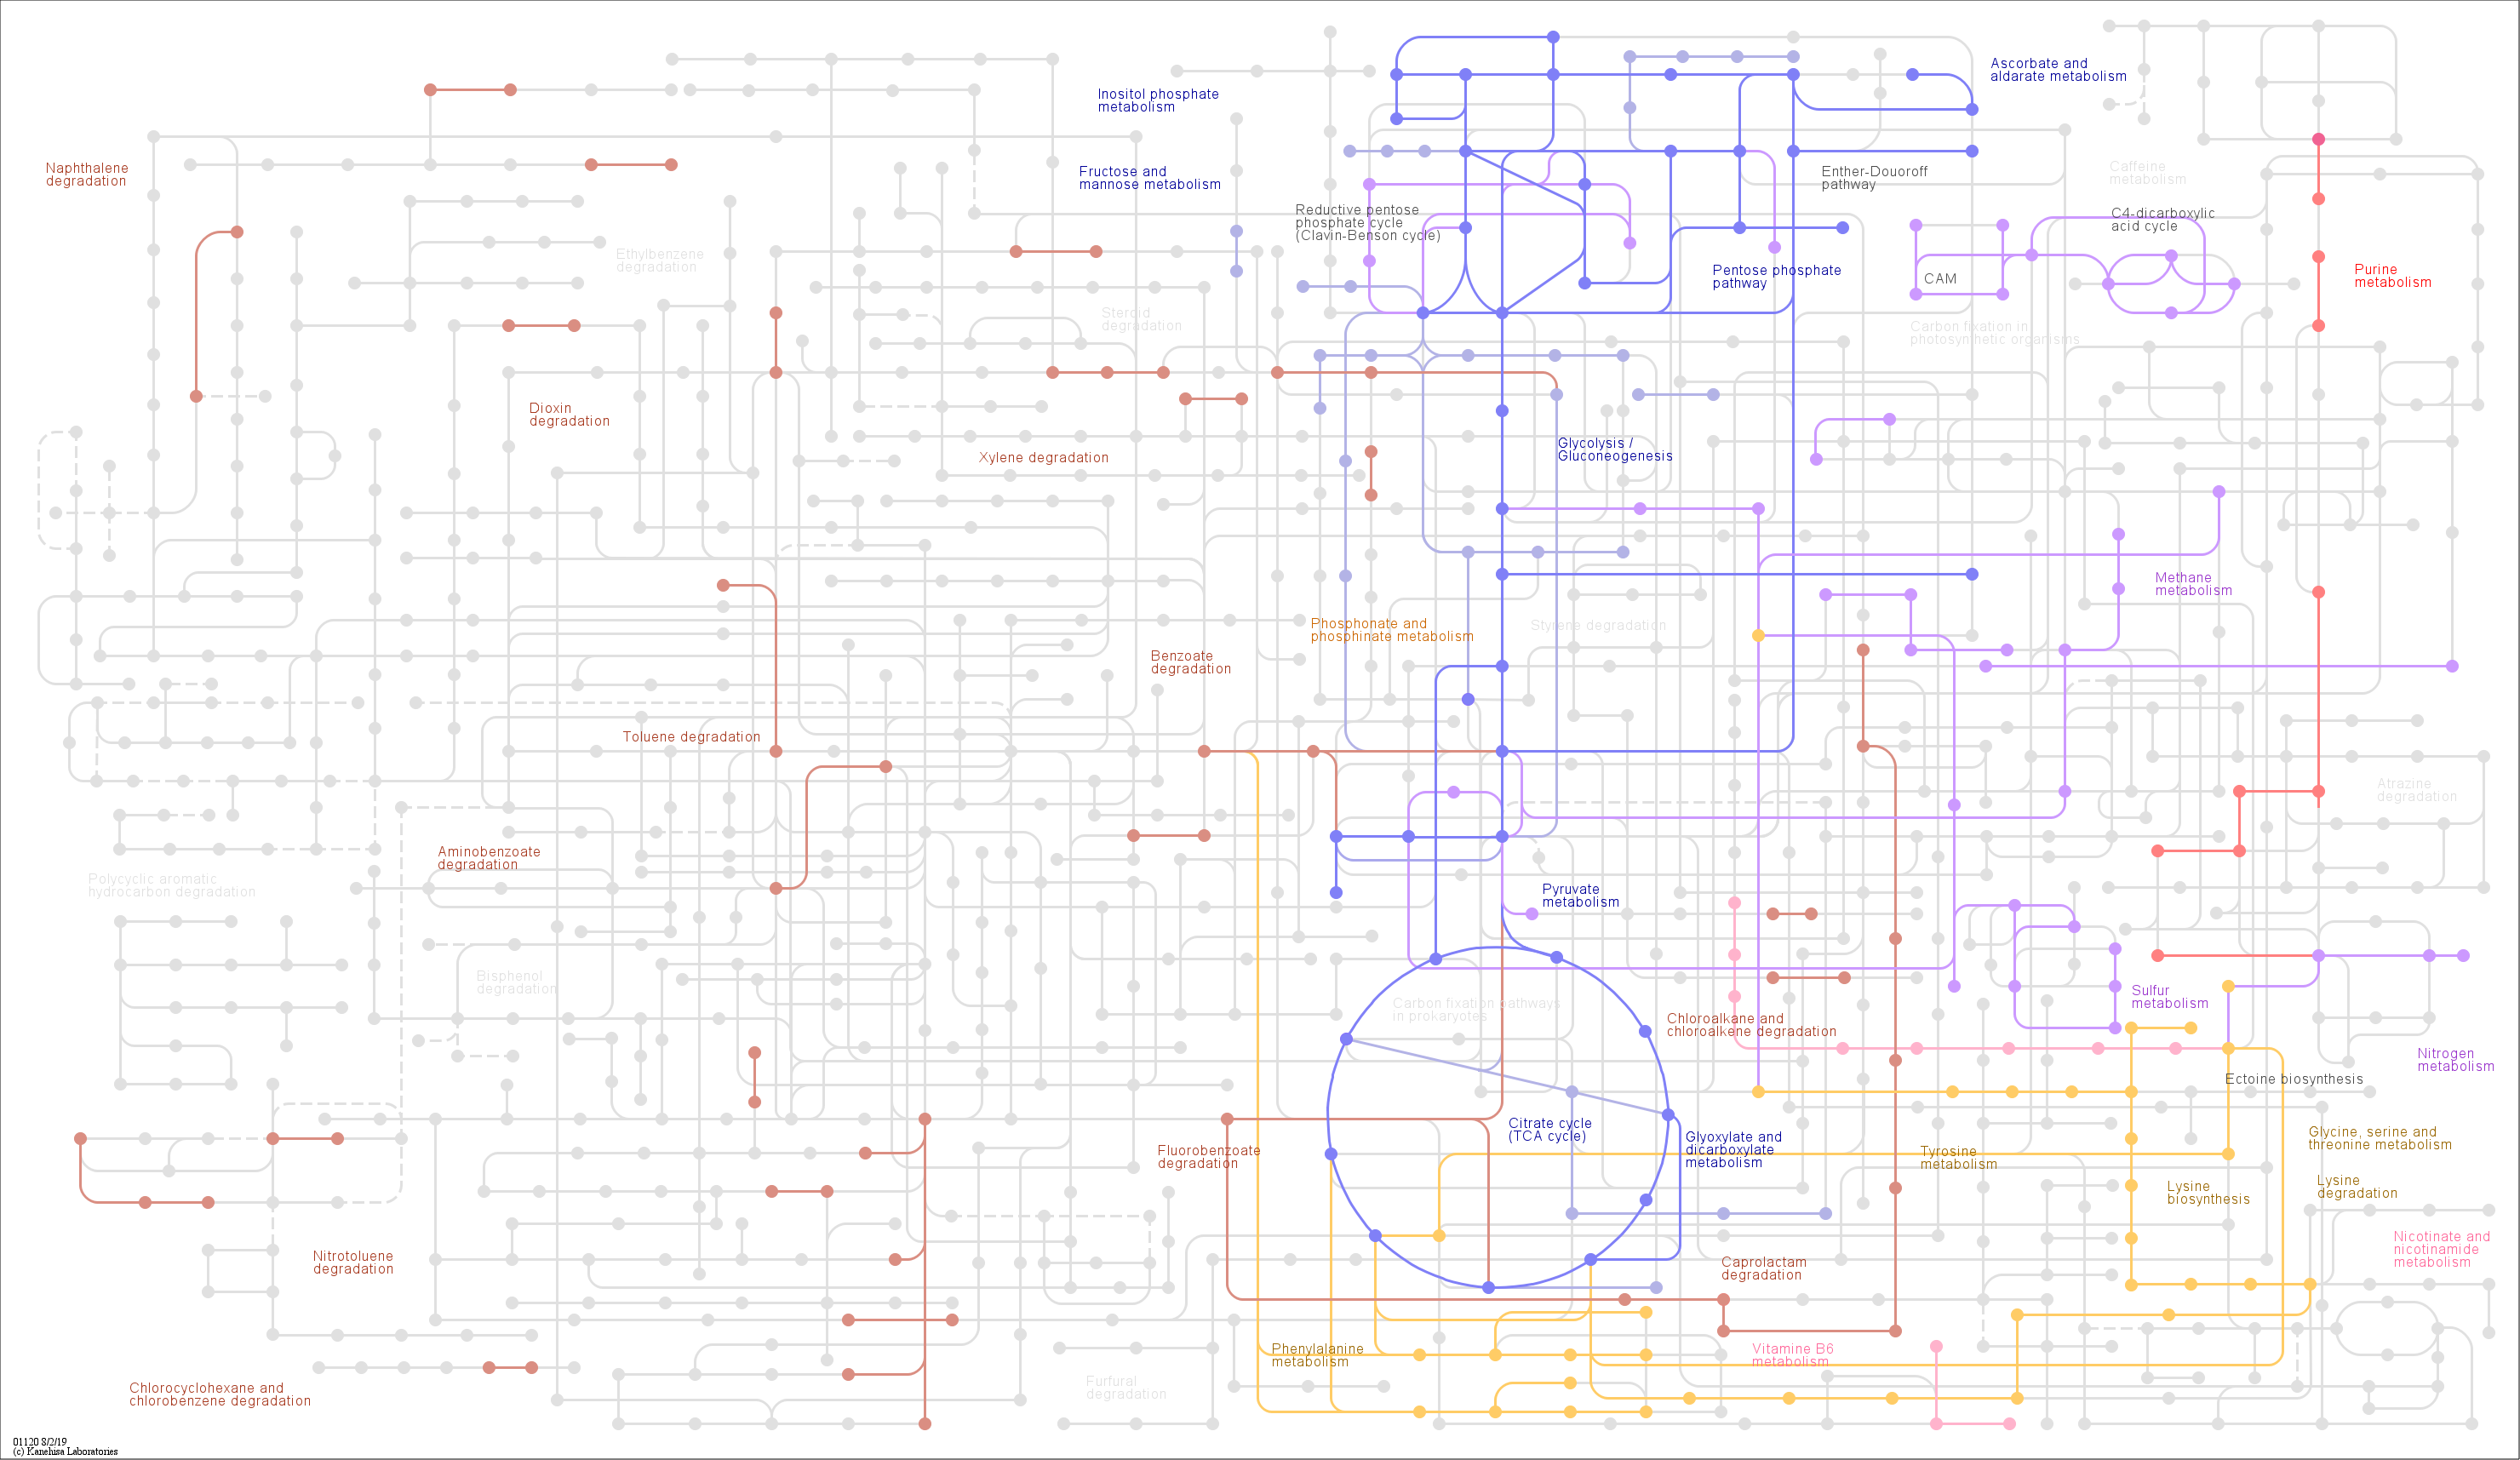 Ascorbate and
aldarate metabolism
Inositol phosphate
metabolism
Naphthalene
degradation
Fructose and
mannose metabolism
Enther-Douoroff
pathway
Caffeine
metabolism
Reductive pentose
phosphate cycle
(Clavin-Benson cycle)
C4-dicarboxylic
acid cycle
Ethylbenzene
degradation
Pentose phosphate
pathway
CAM
Purine
metabolism
Steroid
degradation
Carbon fixation in
photosynthetic organisms
Dioxin
degradation
Glycolysis /
Gluconeogenesis
Xylene degradation
Methane
metabolism
Phosphonate and
phosphinate metabolism
Styrene degradation
Benzoate
degradation
Toluene degradation
Atrazine
degradation
Aminobenzoate
degradation
Polycyclic aromatic
hydrocarbon degradation
Pyruvate
metabolism
Bisphenol
degradation
Carbon fixation pathways
in prokaryotes
Sulfur
metabolism
Chloroalkane and
chloroalkene degradation
Nitrogen
metabolism
Ectoine biosynthesis
Citrate cycle
(TCA cycle)
Glyoxylate and
dicarboxylate
metabolism
Fluorobenzoate
degradation
Tyrosine
metabolism
Glycine, serine and
threonine metabolism
Lysine
biosynthesis
Lysine
degradation
Nitrotoluene
degradation
Caprolactam
degradation
Nicotinate and
nicotinamide
metabolism
Phenylalanine
metabolism
Vitamine B6
metabolism
Furfural
degradation
Chlorocyclohexane and
chlorobenzene degradation
01120 8/2/19
(c) Kanehisa Laboratories